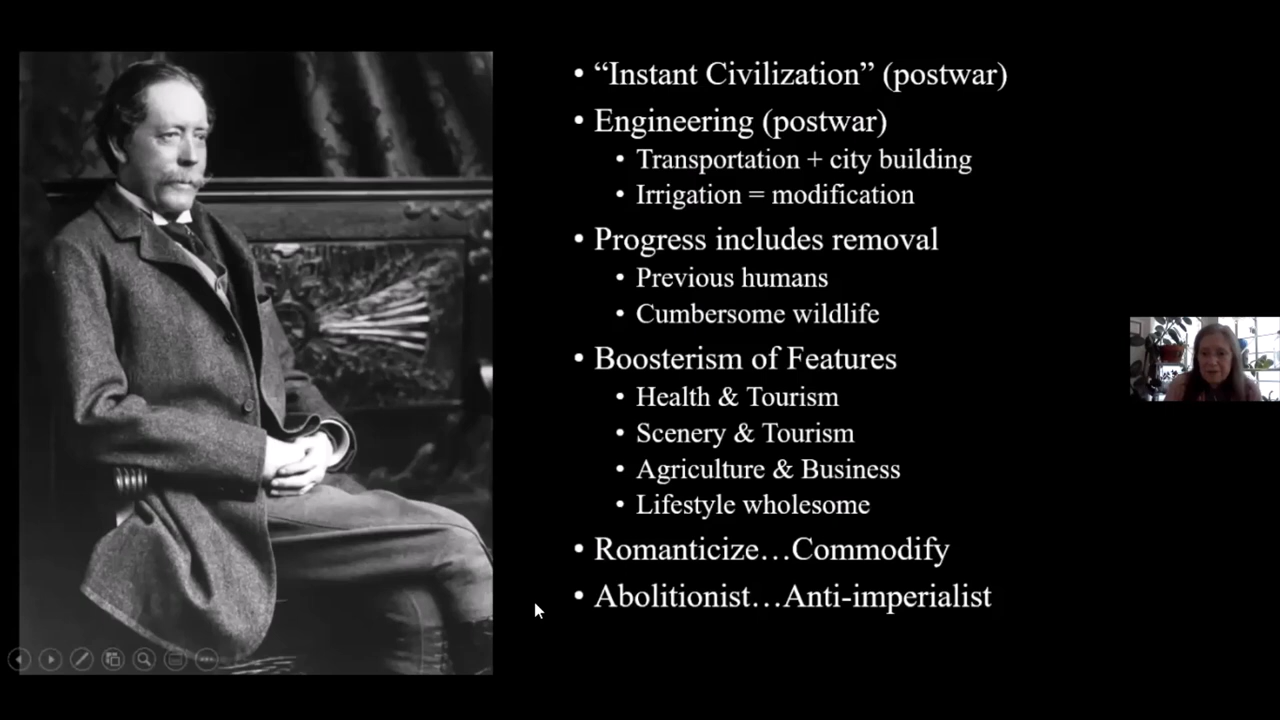 • “Instant Civilization” (postwar)
• Engineering (postwar)
• Transportation + city building
• Irrigation = modification
• Progress includes removal
• Previous humans
• Cumbersome wildlife
• Boosterism of Features
• Health & Tourism
• Scenery & Tourism
• Agriculture & Business
• Lifestyle wholesome
• Romanticize…Commodify
• Abolitionist…Anti-imperialist